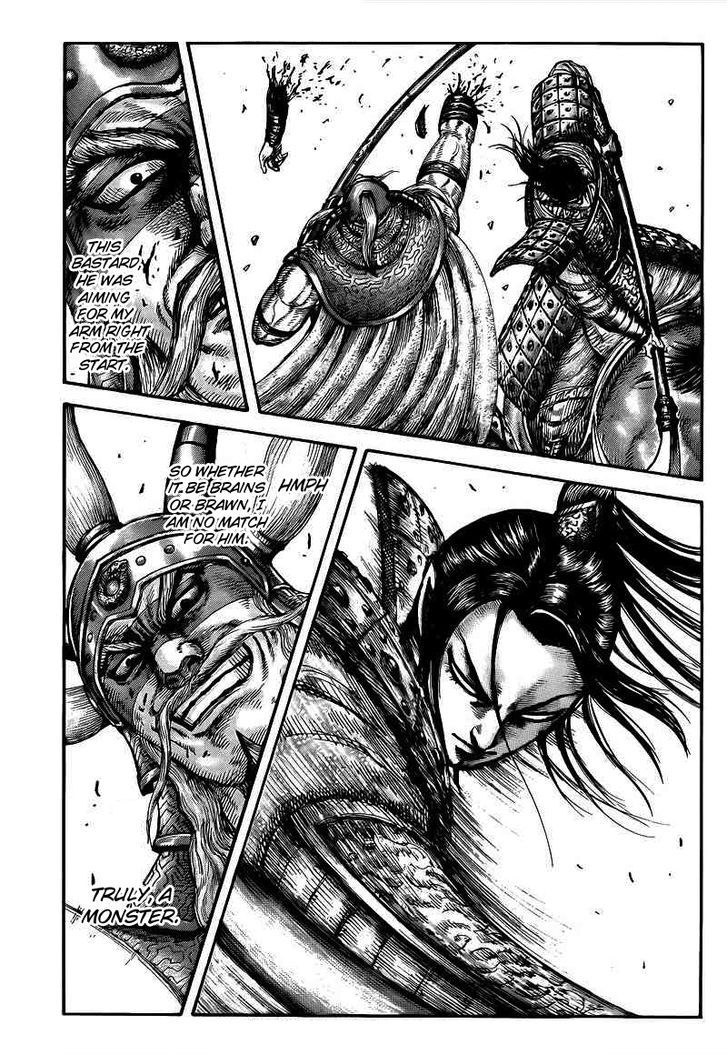 THIS
BASTARD,
HE WAS
AIMING
FOR MY
ARM RIGHT
FROM THE
START.
HMPH
SO WHETHER
IT BE BRAINS
OR BRAWN, I
AM NO MATCH
FOR HIM.
TRULY, A
MONSTER.